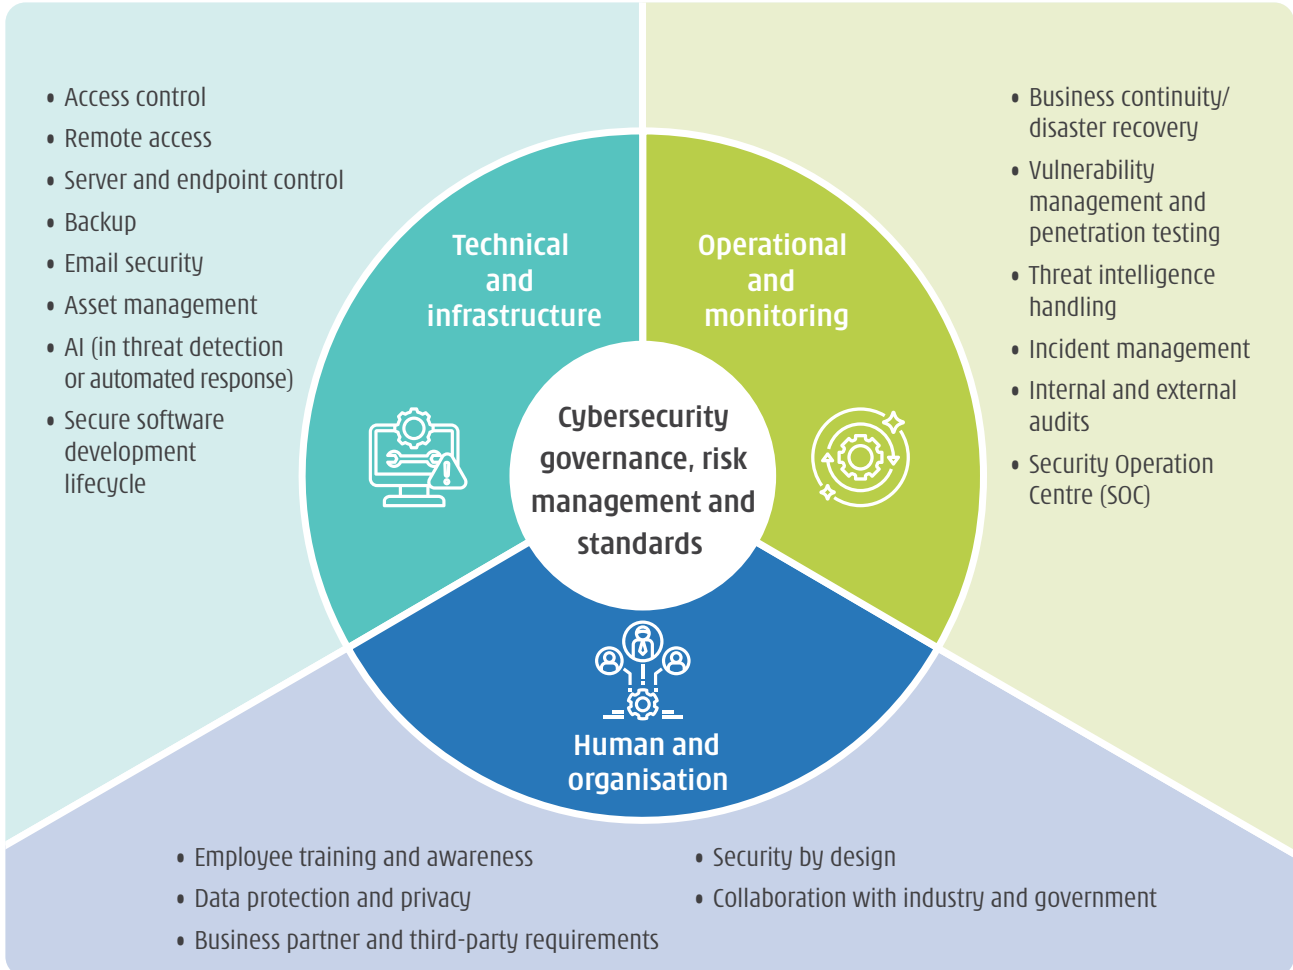 • Access control
• Remote access
• Server and endpoint control
• Backup
• Email security
• Asset management
• AI (in threat detection
or automated response)
• Secure software
development
lifecycle
Technical
and
infrastructure
Operational
and
monitoring
• Business continuity/
disaster recovery
• Vulnerability
management and
penetration testing
• Threat intelligence
handling
• Incident management
• Internal and external
audits
• Security Operation
Centre (SOC)
Cybersecurity
governance, risk
management and
standards
Human and
organisation
• Employee training and awareness
• Data protection and privacy
• Business partner and third-party requirements
• Security by design
• Collaboration with industry and government